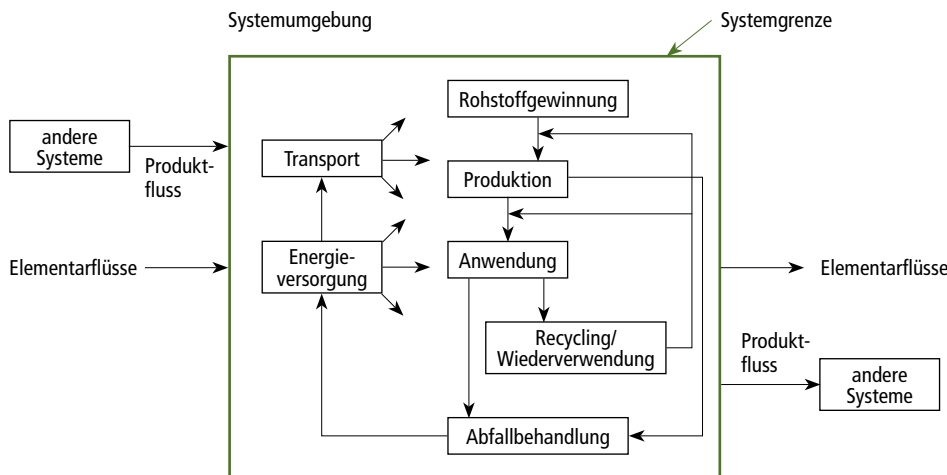 Systemumgebung
Systemgrenze
andere
Systeme
Produkt-
fluss
Elementarflüsse
Transport
Energie-
versorgung
Rohstoffgewinnung
Produktion
Anwendung
Recycling/
Wiederverwendung
Abfallbehandlung
Elementarflüsse
Produkt-
fluss
andere
Systeme